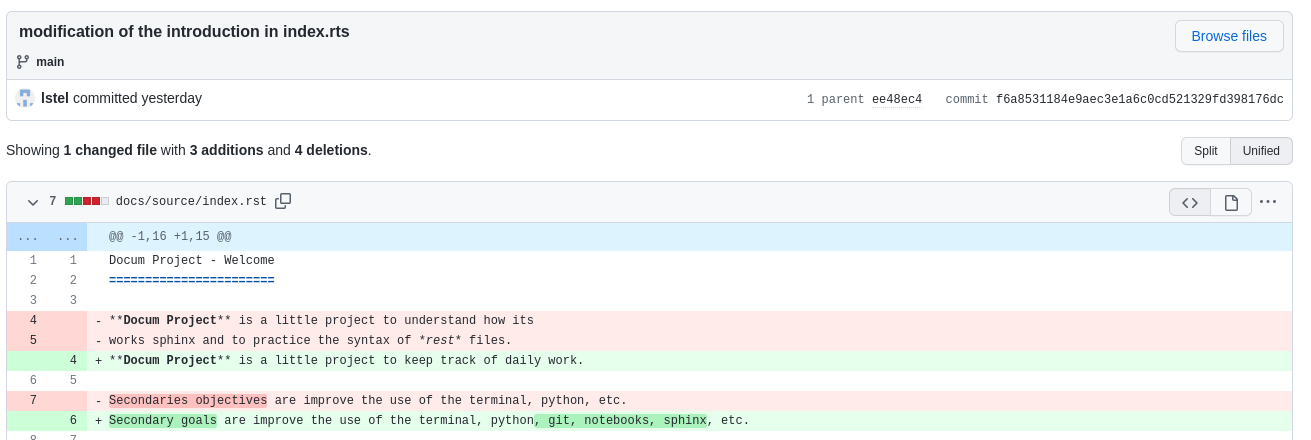 modification of the introduction in index.rts
Browse files
main
lstel committed yesterday
1 parent ee48ec4 commit f6a8531184e9aec3e1a6c0cd521329fd398176dc
Showing 1 changed file with 3 additions and 4 deletions.
Split Unified
7 docs/source/index.rst
... ... @@ -1,16 +1,15 @@
1 1 Docum Project - Welcome
2 2 =======================
3 3
4 - **Docum Project** is a little project to understand how its
5 - works sphinx and to practice the syntax of *rest* files.
4 + **Docum Project** is a little project to keep track of daily work.
6 5
7 - Secondaries objectives are improve the use of the terminal, python, etc.
6 + Secondary goals are improve the use of the terminal, python, git, notebooks, sphinx, etc.
8 7